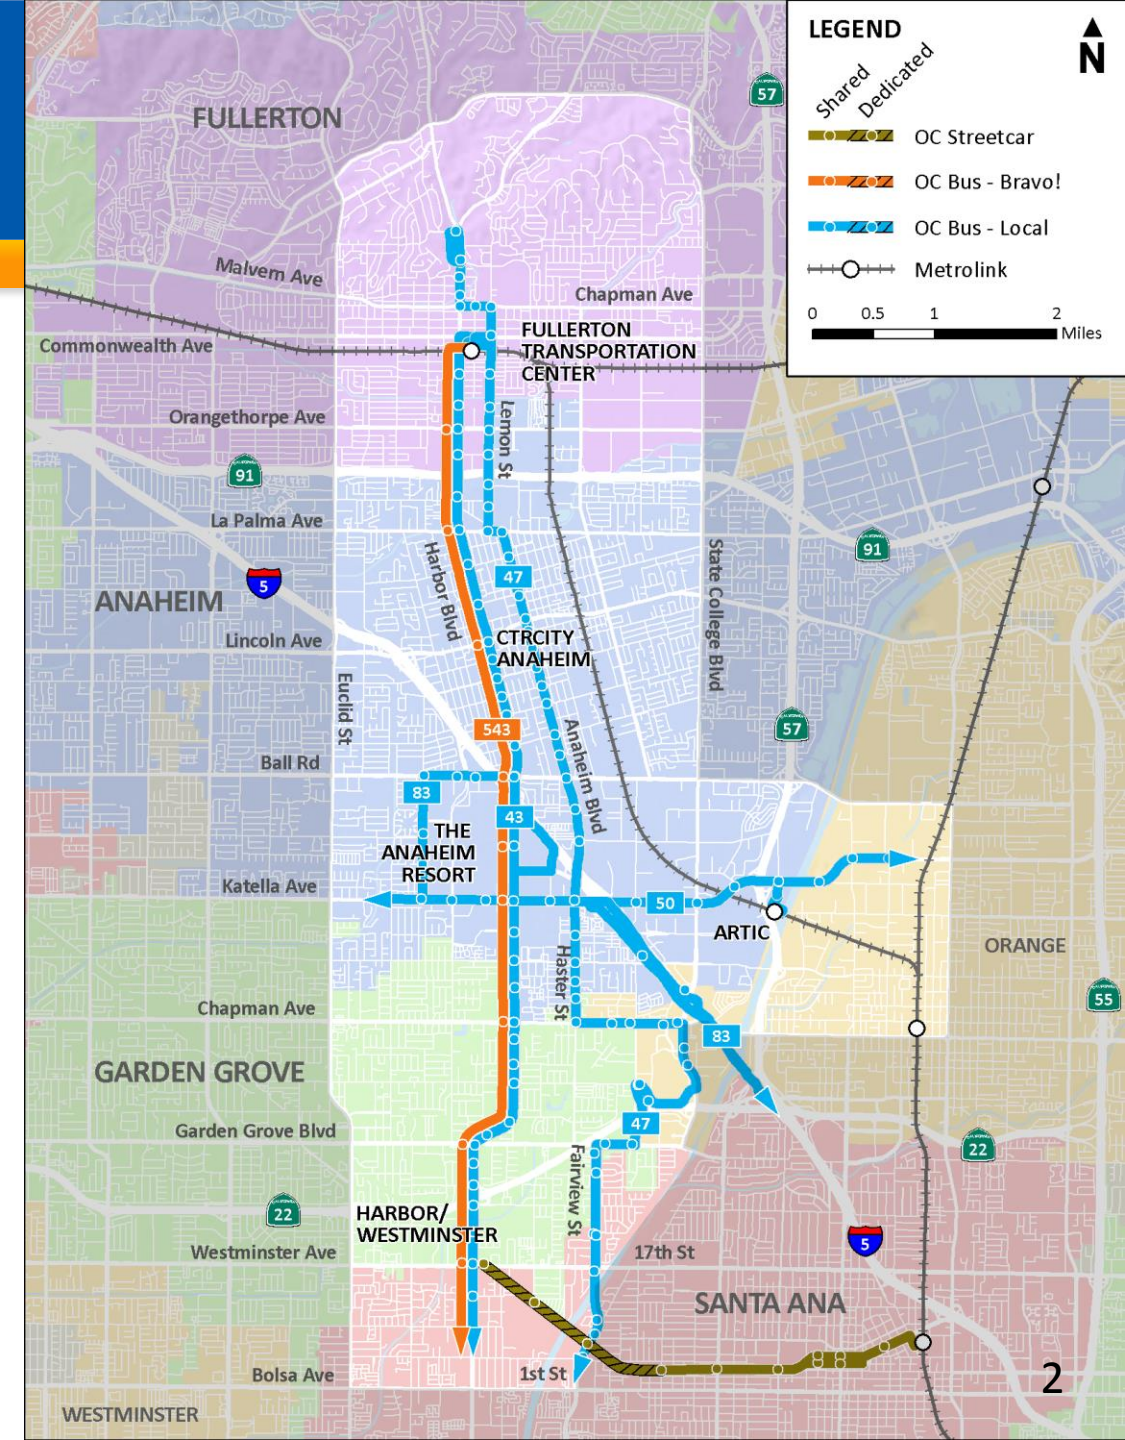 LEGEND
N
Shared
Dedicated
OC Streetcar
OC Bus - Bravo!
OC Bus - Local
Metrolink
0 0.5 1 2
Miles
57
FULLERTON
Malvern Ave
Chapman Ave
FULLERTON
TRANSPORTATION
CENTER
Commonwealth Ave
Orangethorpe Ave
Lemon St
91
La Palma Ave
91
5
47
Harbor Blvd
State College Blvd
ANAHEIM
Lincoln Ave
CTRCITY
ANAHEIM
Euclid St
543
57
Anaheim Blvd
Ball Rd
83
43
THE
ANAHEIM
RESORT
Katella Ave
50
ARTIC
ORANGE
Haster St
55
Chapman Ave
83
GARDEN GROVE
47
Garden Grove Blvd
22
Fairview St
22
HARBOR/
WESTMINSTER
5
Westminster Ave
17th St
SANTA ANA
Bolsa Ave
1st St
2
WESTMINSTER